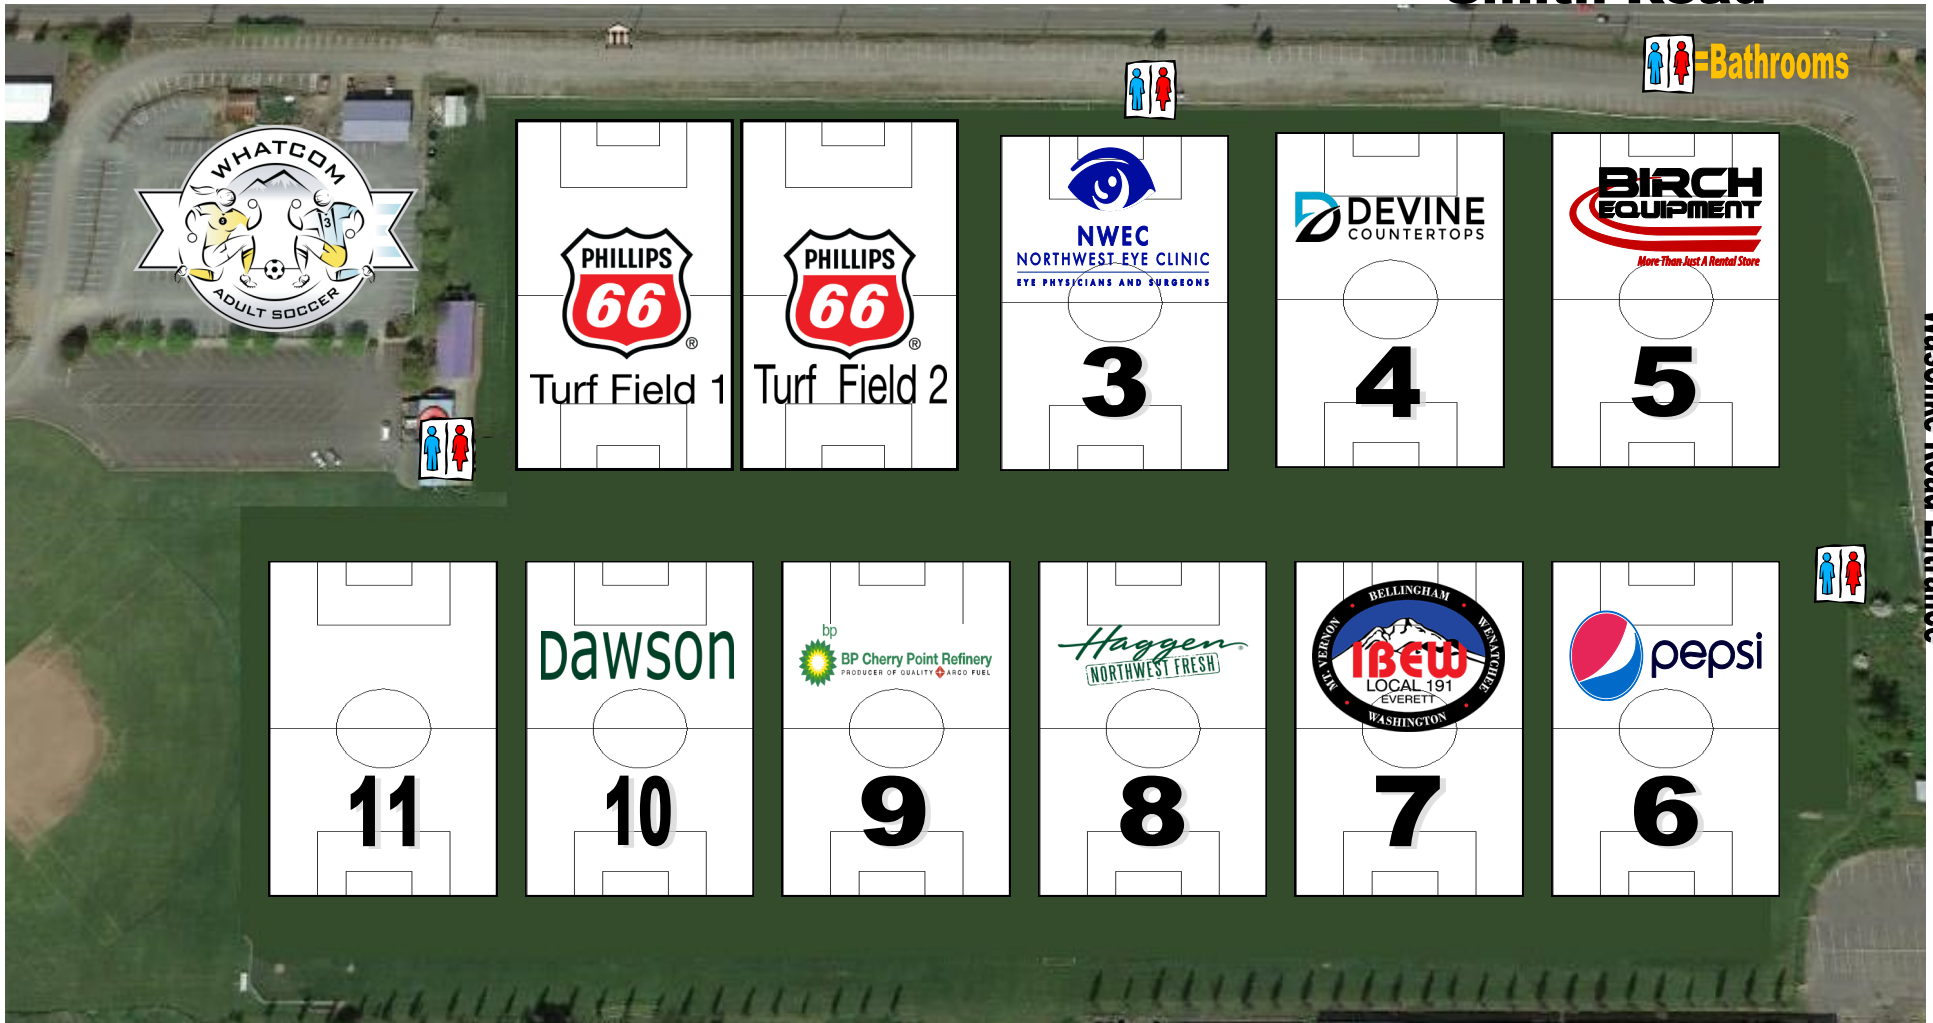 Smith Road
=Bathrooms
WHATCOM
ADULT SOCCER
3
PHILLIPS
66
®
Turf Field 1
PHILLIPS
66
®
Turf Field 2
NWEC
NORTHWEST EYE CLINIC
EYE PHYSICIANS AND SURGEONS
3
DEVINE
COUNTERTOPS
4
BIRCH
EQUIPMENT
More Than Just A Rental Store
5
Road Entrance
11
DAWSON
10
bp
BP Cherry Point Refinery
PRODUCER OF QUALITY ARCO FUEL
9
Haggen
NORTHWEST FRESH
8
BELLINGHAM
MT. VERNON
WENATCHEE
IBEW
LOCAL 191
EVERETT
WASHINGTON
7
pepsi
6